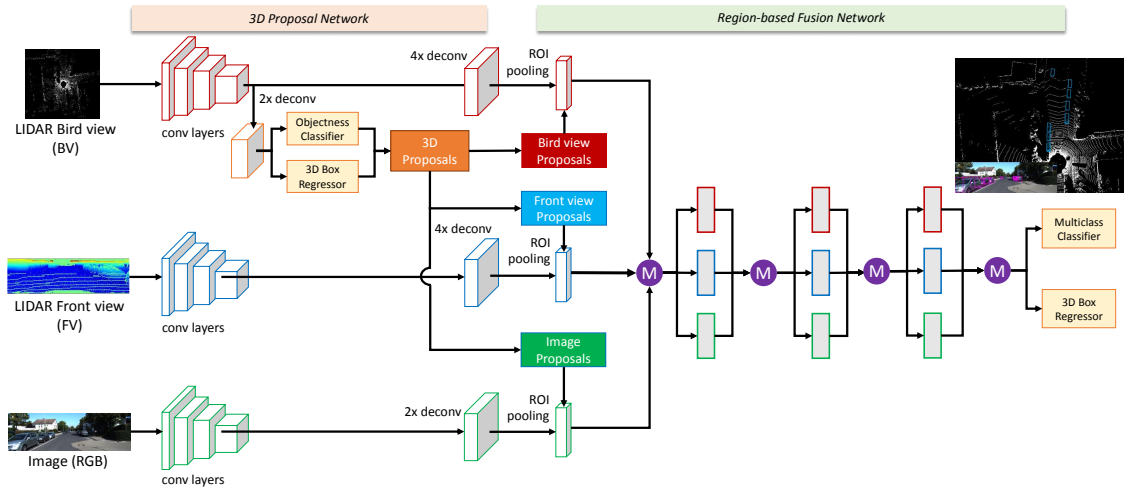 3D Proposal Network
Region-based Fusion Network
4x deconv
ROI
pooling
2x deconv
LIDAR Bird view
(BV)
conv layers
Objectness
Classifier
3D Box
Regressor
3D
Proposals
Bird view
Proposals
Front view
Proposals
4x deconv
ROI
pooling
LIDAR Front view
(FV)
conv layers
M
M
M
M
Multiclass
Classifier
3D Box
Regressor
Image
Proposals
2x deconv
ROI
pooling
Image (RGB)
conv layers